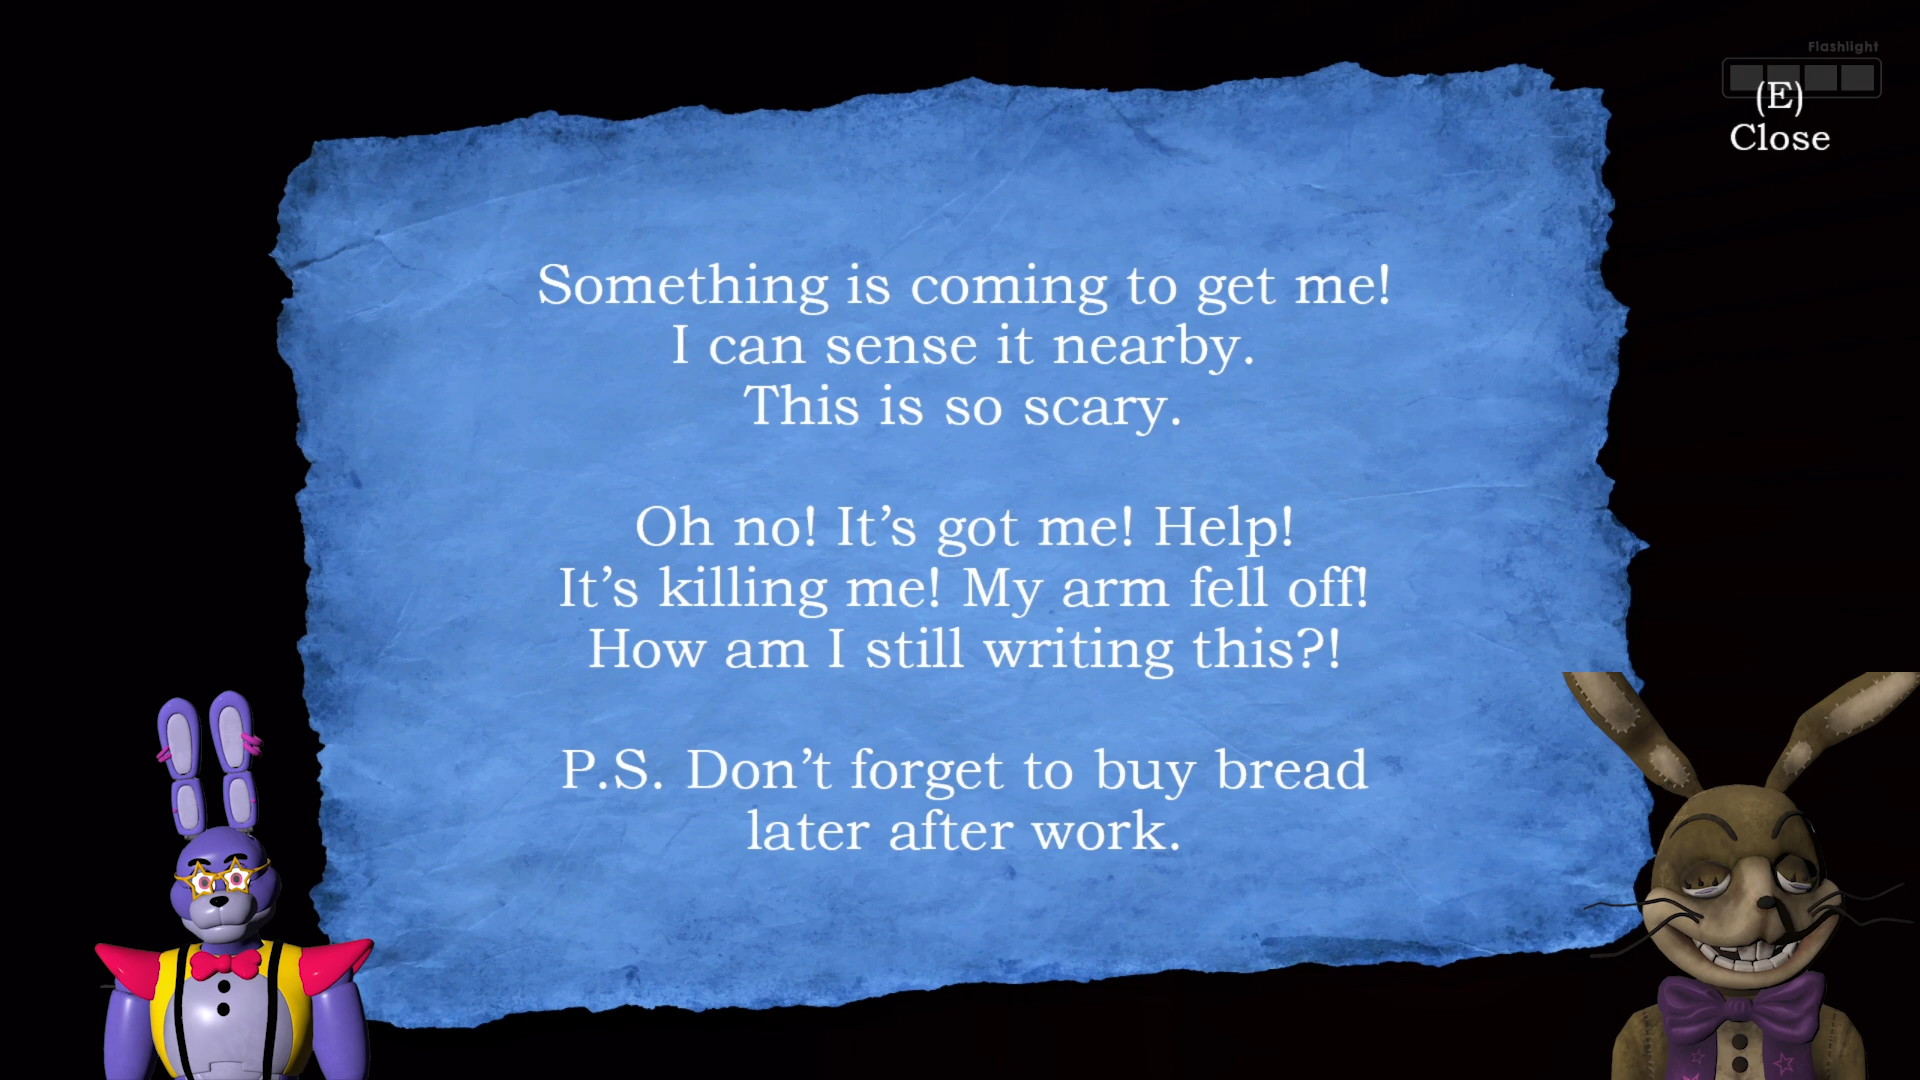 Flashlight
(E)
Close
Something is coming to get me!
I can sense it nearby.
This is so scary.
Oh no! It’s got me! Help!
It’s killing me! My arm fell off!
How am I still writing this?!
P.S. Don’t forget to buy bread
later after work.